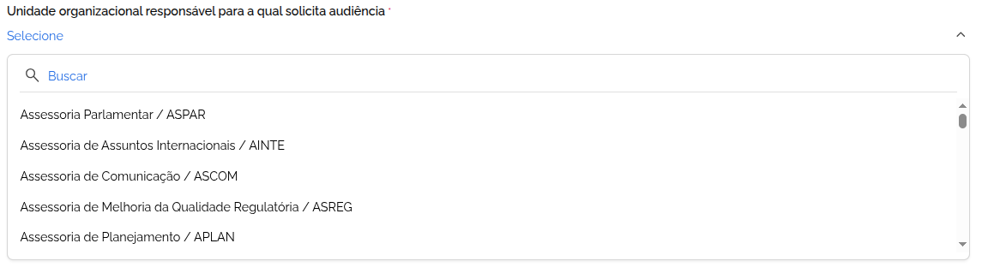 Unidade organizacional responsável para a qual solicita audiência *
Selecione
Buscar
Assessoria Parlamentar / ASPAR
Assessoria de Assuntos Internacionais / AINTE
Assessoria de Comunicação / ASCOM
Assessoria de Melhoria da Qualidade Regulatória / ASREG
Assessoria de Planejamento / APLAN